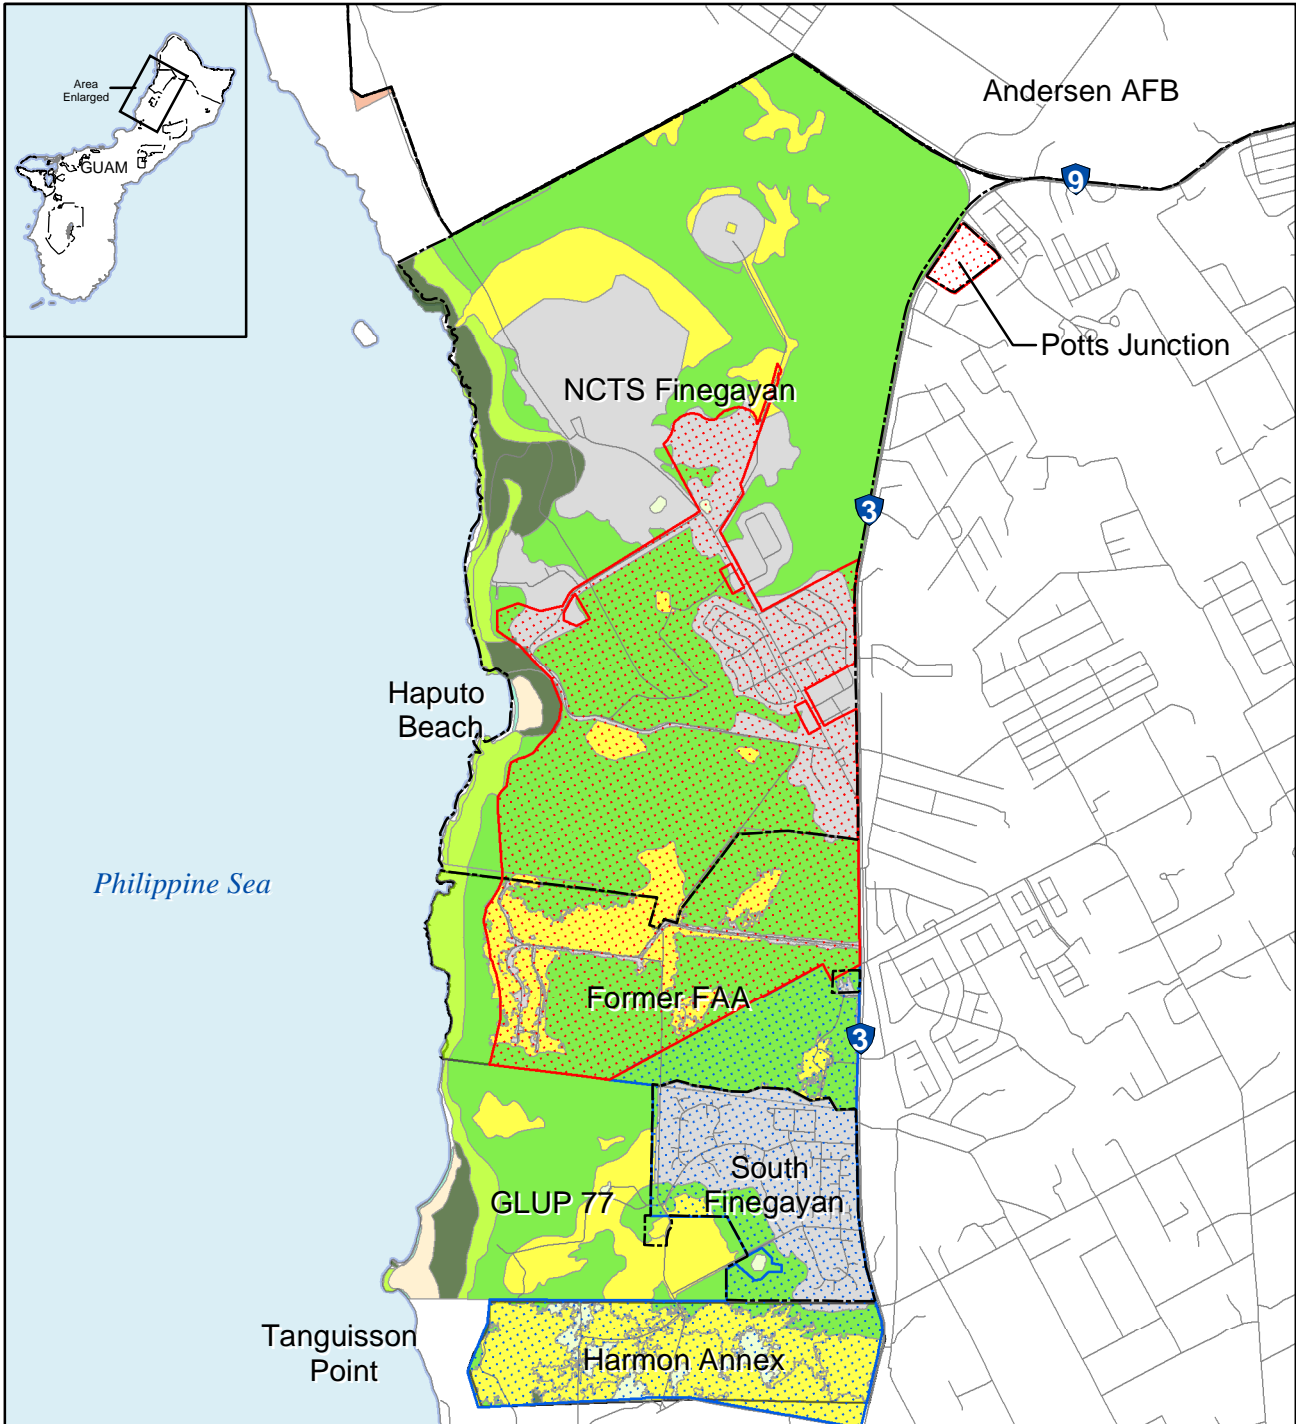 Area
Enlarged
GUAM
Andersen AFB
9
Potts Junction
NCTS Finegayan
3
Haputo
Beach
Philippine Sea
Former FAA
3
South
Finegayan
GLUP 77
Tanguisson
Point
Harmon Annex